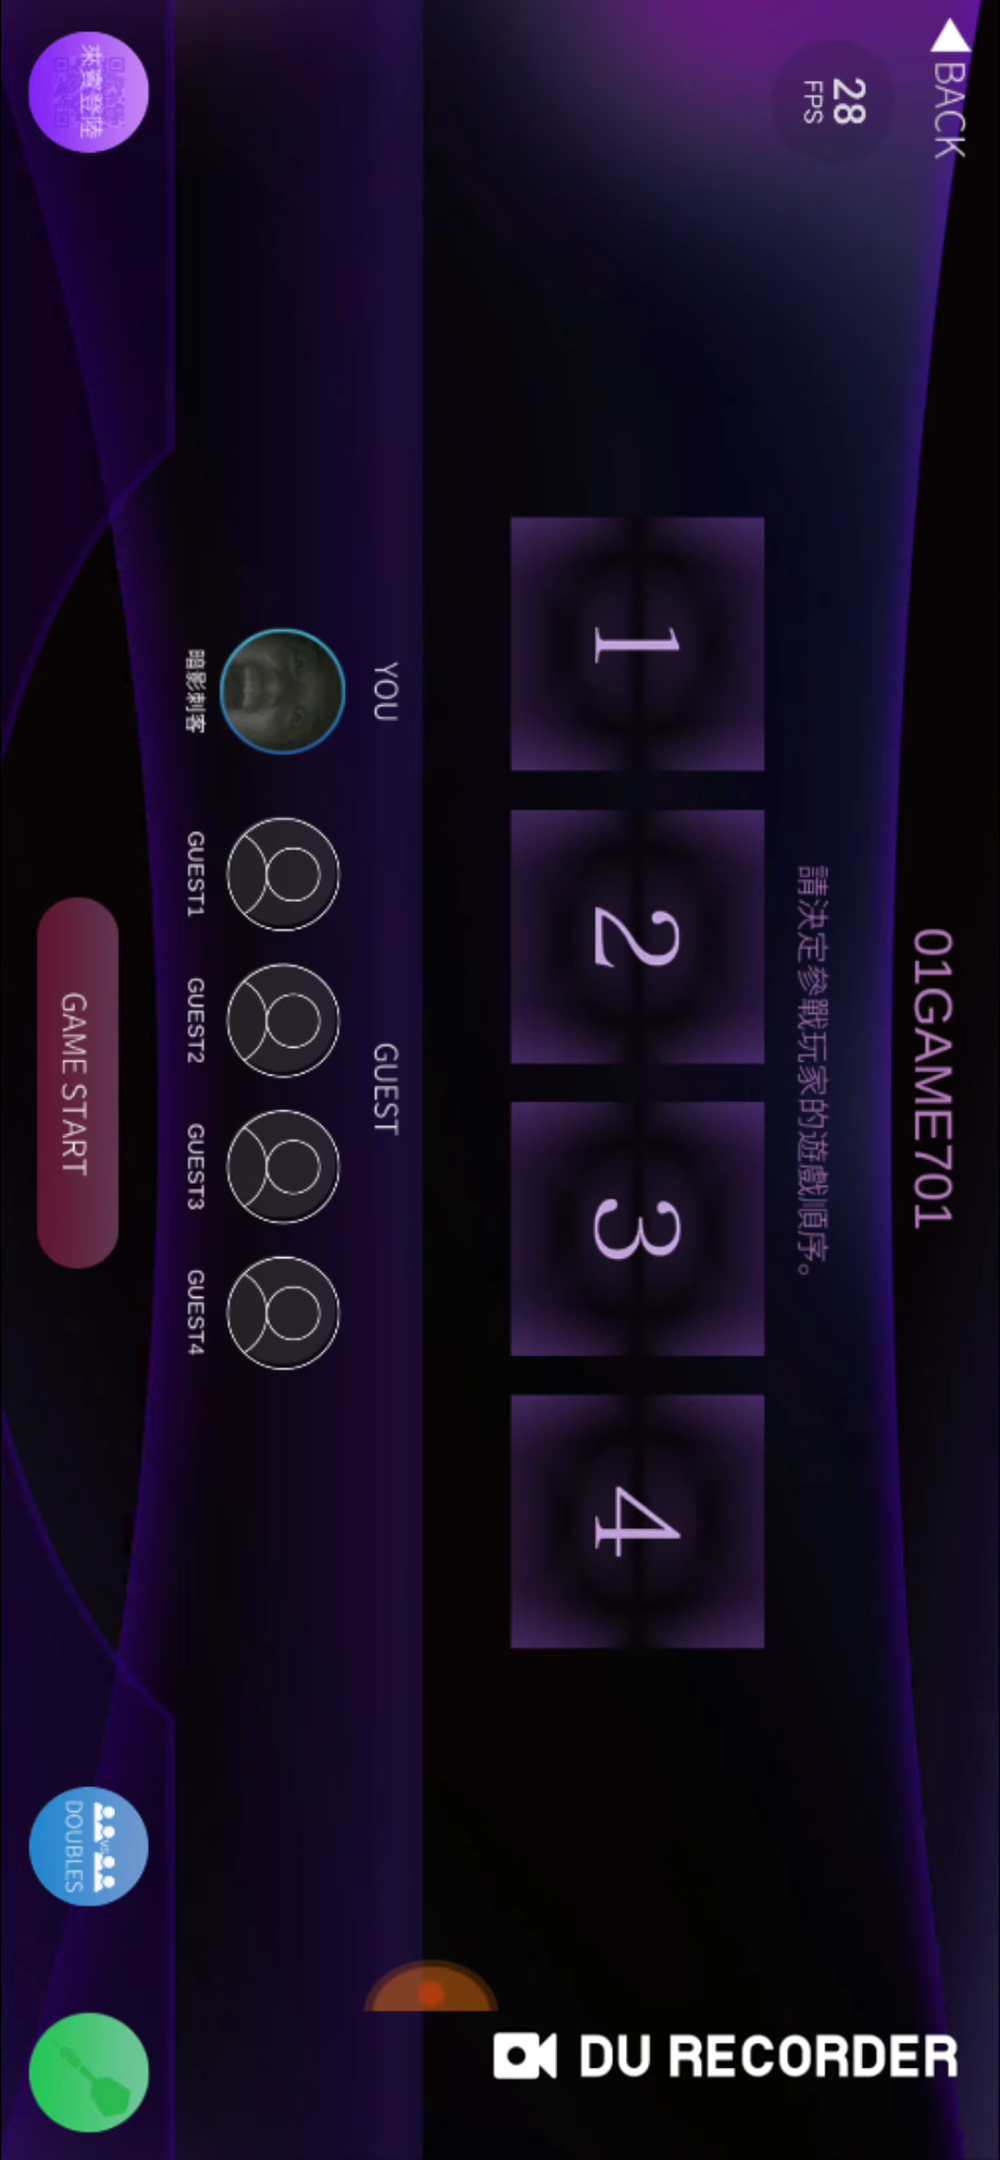 BACK
01GAME701
28
FPS
請決定參戰玩家的遊戲順序。
1
2
3
4
YOU
GUEST
暗影刺客
GUEST1
GUEST2
GUEST3
GUEST4
來賓登陸
GAME START
VS
DOUBLES
DU RECORDER